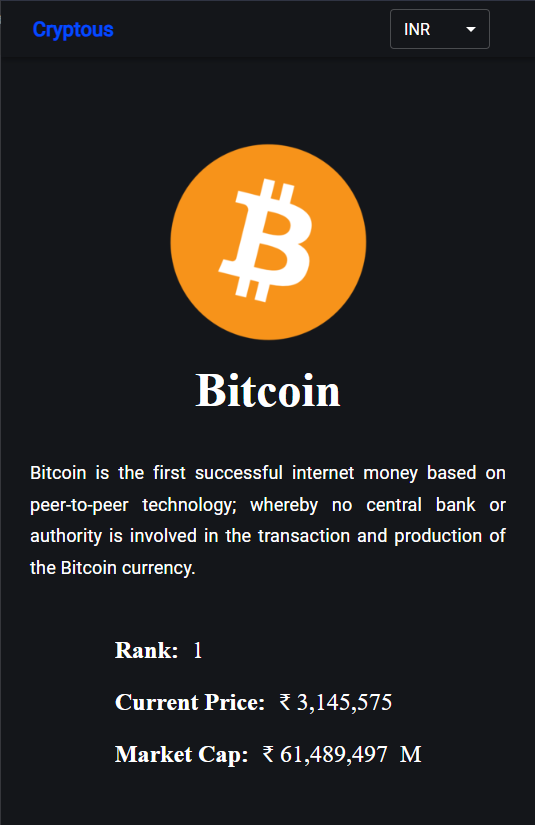 Cryptous
INR
Bitcoin
Bitcoin is the first successful internet money based on
peer-to-peer technology; whereby no central bank or
authority is involved in the transaction and production of
the Bitcoin currency.
Rank: 1
Current Price: ₹ 3,145,575
Market Cap: ₹ 61,489,497 M